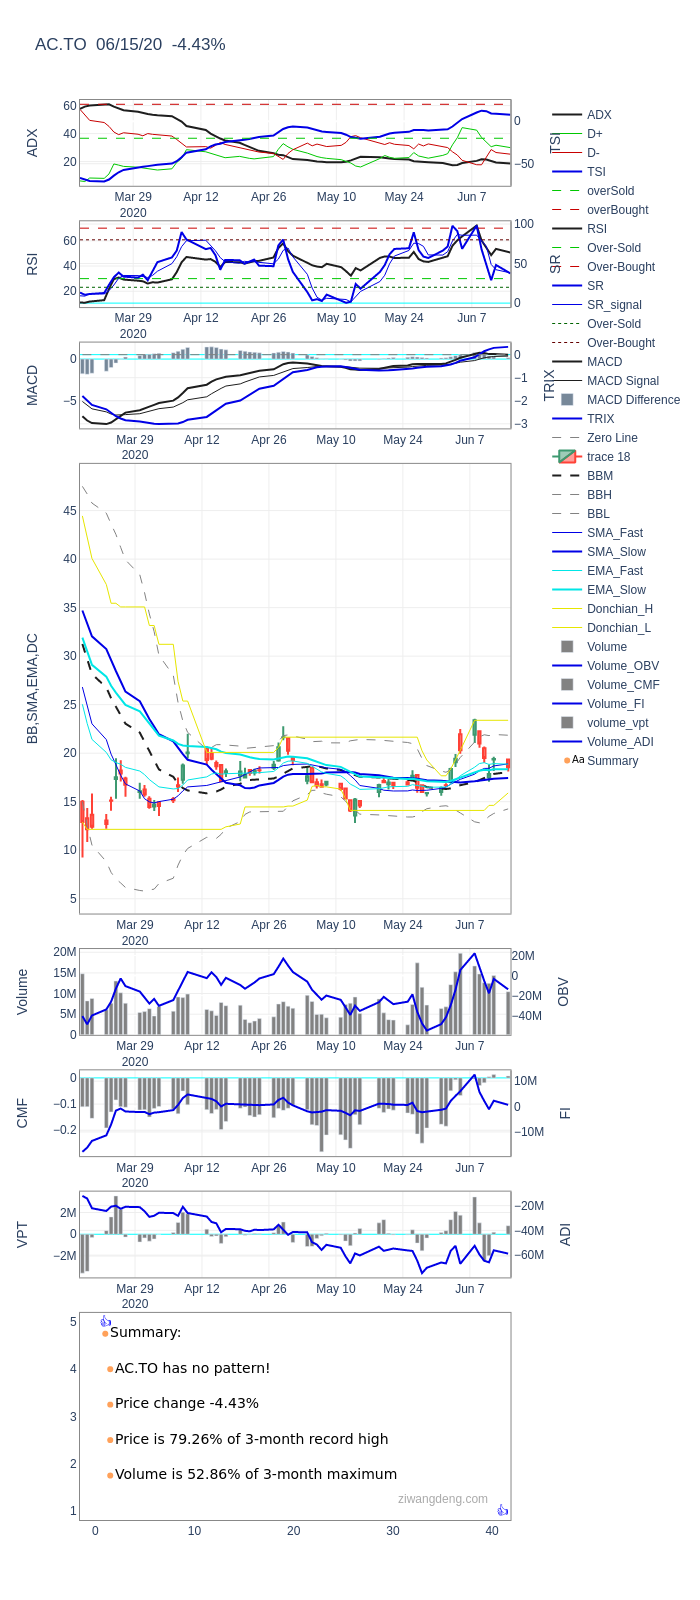 AC.TO  06/15/20  -4.43%
60
40
20
ADX
0
−50
TSI
Mar 29
2020
Apr 12
Apr 26
May 10
May 24
Jun 7
60
40
20
RSI
100
50
0
SR
Mar 29
2020
Apr 12
Apr 26
May 10
May 24
Jun 7
0
−5
MACD
0
−1
−2
−3
TRIX
Mar 29
2020
Apr 12
Apr 26
May 10
May 24
Jun 7
45
40
35
30
25
20
15
10
5
BB,SMA,EMA,DC
Mar 29
2020
Apr 12
Apr 26
May 10
May 24
Jun 7
20M
15M
10M
5M
0
Volume
20M
0
−20M
−40M
OBV
Mar 29
2020
Apr 12
Apr 26
May 10
May 24
Jun 7
0
−0.1
−0.2
CMF
10M
0
−10M
FI
Mar 29
2020
Apr 12
Apr 26
May 10
May 24
Jun 7
2M
0
−2M
VPT
−20M
−40M
−60M
ADI
Mar 29
2020
Apr 12
Apr 26
May 10
May 24
Jun 7
5
4
3
2
1
Summary:
AC.TO has no pattern!
Price change -4.43%
Price is 79.26% of 3-month record high
Volume is 52.86% of 3-month maximum
ziwangdeng.com
0
10
20
30
40
ADX
D+
D-
TSI
overSold
overBought
RSI
Over-Sold
Over-Bought
SR
SR_signal
Over-Sold
Over-Bought
MACD
MACD Signal
MACD Difference
TRIX
Zero Line
trace 18
BBM
BBH
BBL
SMA_Fast
SMA_Slow
EMA_Fast
EMA_Slow
Donchian_H
Donchian_L
Volume
Volume_OBV
Volume_CMF
Volume_FI
volume_vpt
Volume_ADI
Aa Summary